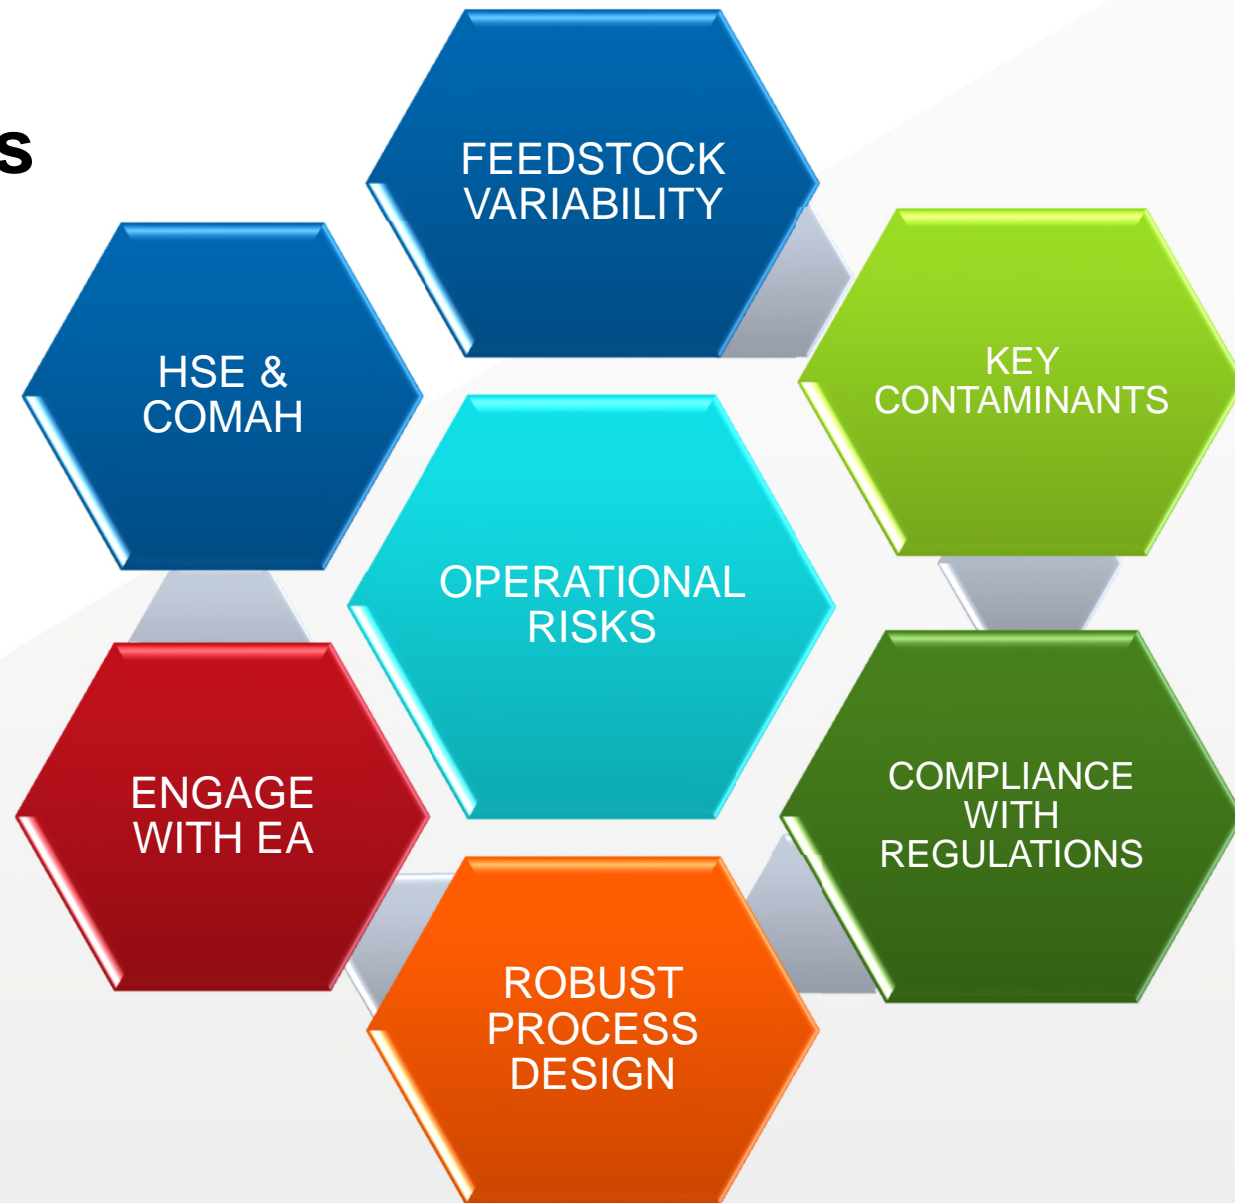 s
FEEDSTOCK
VARIABILITY
HSE &
COMAH
KEY
CONTAMINANTS
OPERATIONAL
RISKS
ENGAGE
WITH EA
COMPLIANCE
WITH
REGULATIONS
ROBUST
PROCESS
DESIGN